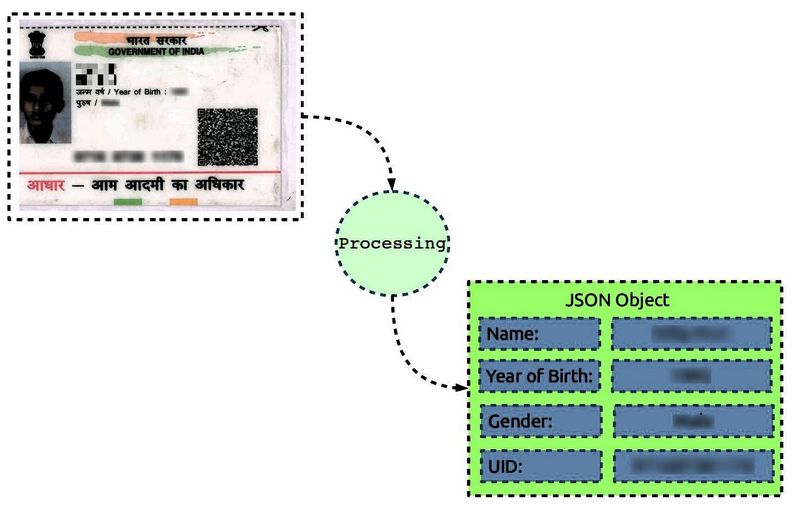 भारत सरकार
GOVERNMENT OF INDIA
जन्म वर्ष / Year of Birth :
पुरुष /
आधार — आम आदमी का अधिकार
Processing
JSON Object
Name:
Year of Birth:
Gender:
UID: